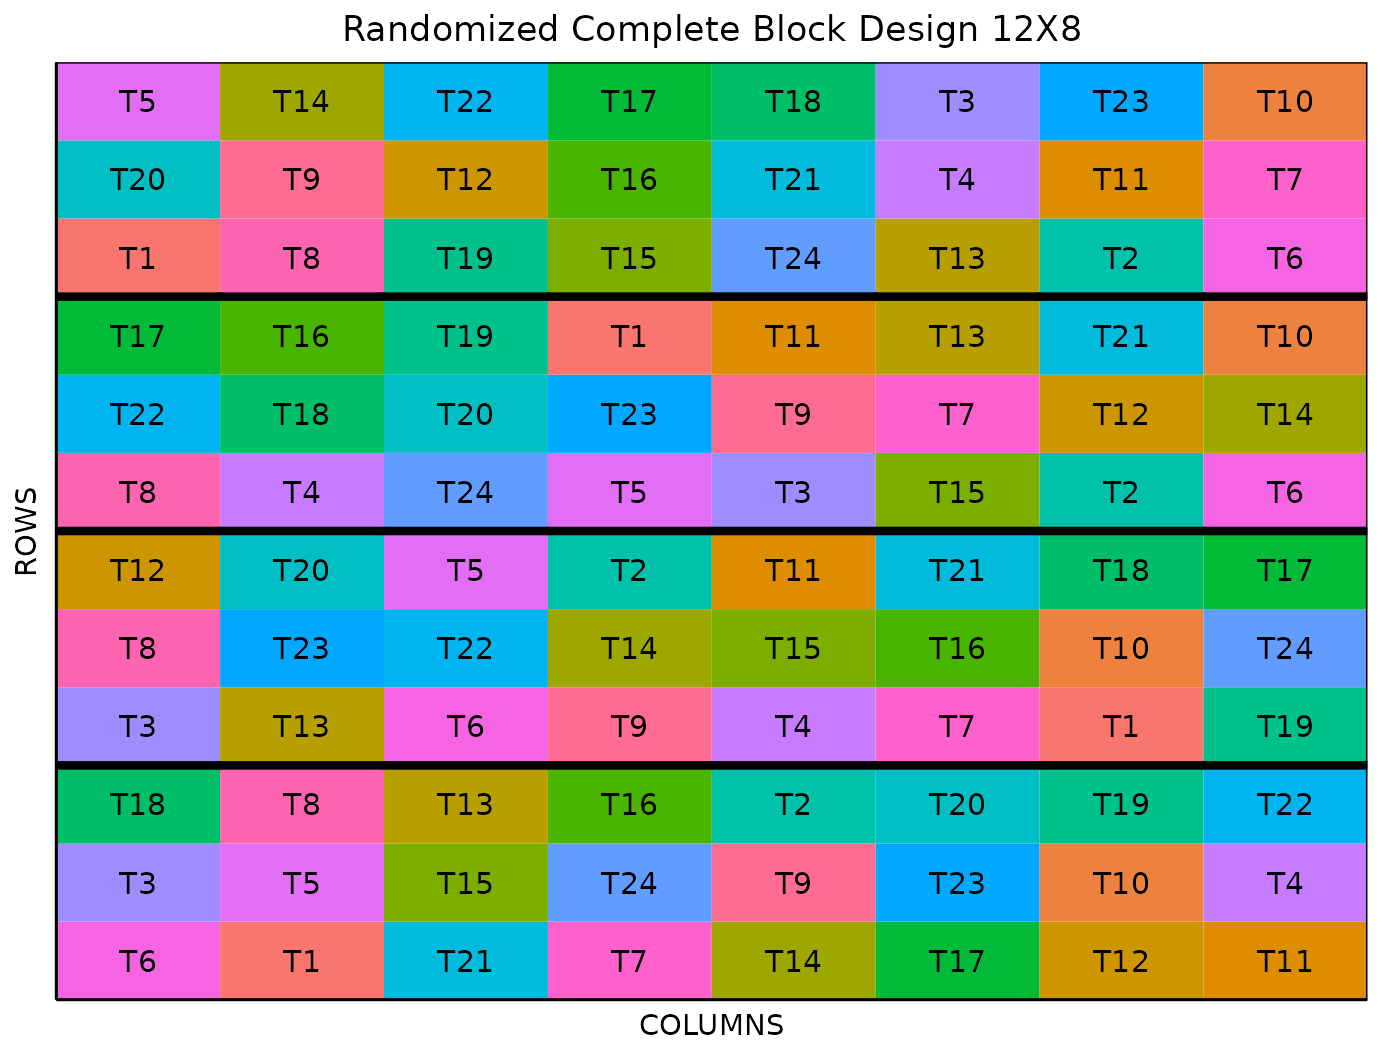 Randomized Complete Block Design 12X8
T5 T14 T22 T17 T18 T3 T23 T10
T20 T9 T12 T16 T21 T4 T11 T7
T1 T8 T19 T15 T24 T13 T2 T6
T17 T16 T19 T1 T11 T13 T21 T10
T22 T18 T20 T23 T9 T7 T12 T14
T8 T4 T24 T5 T3 T15 T2 T6
ROWS
T12 T20 T5 T2 T11 T21 T18 T17
T8 T23 T22 T14 T15 T16 T10 T24
T3 T13 T6 T9 T4 T7 T1 T19
T18 T8 T13 T16 T2 T20 T19 T22
T3 T5 T15 T24 T9 T23 T10 T4
T6 T1 T21 T7 T14 T17 T12 T11
COLUMNS